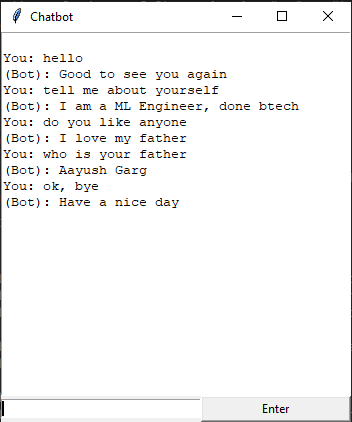 Chatbot
You: hello
(Bot): Good to see you again
You: tell me about yourself
(Bot): I am a ML Engineer, done btech
You: do you like anyone
(Bot): I love my father
You: who is your father
(Bot): Aayush Garg
You: ok, bye
(Bot): Have a nice day
Enter